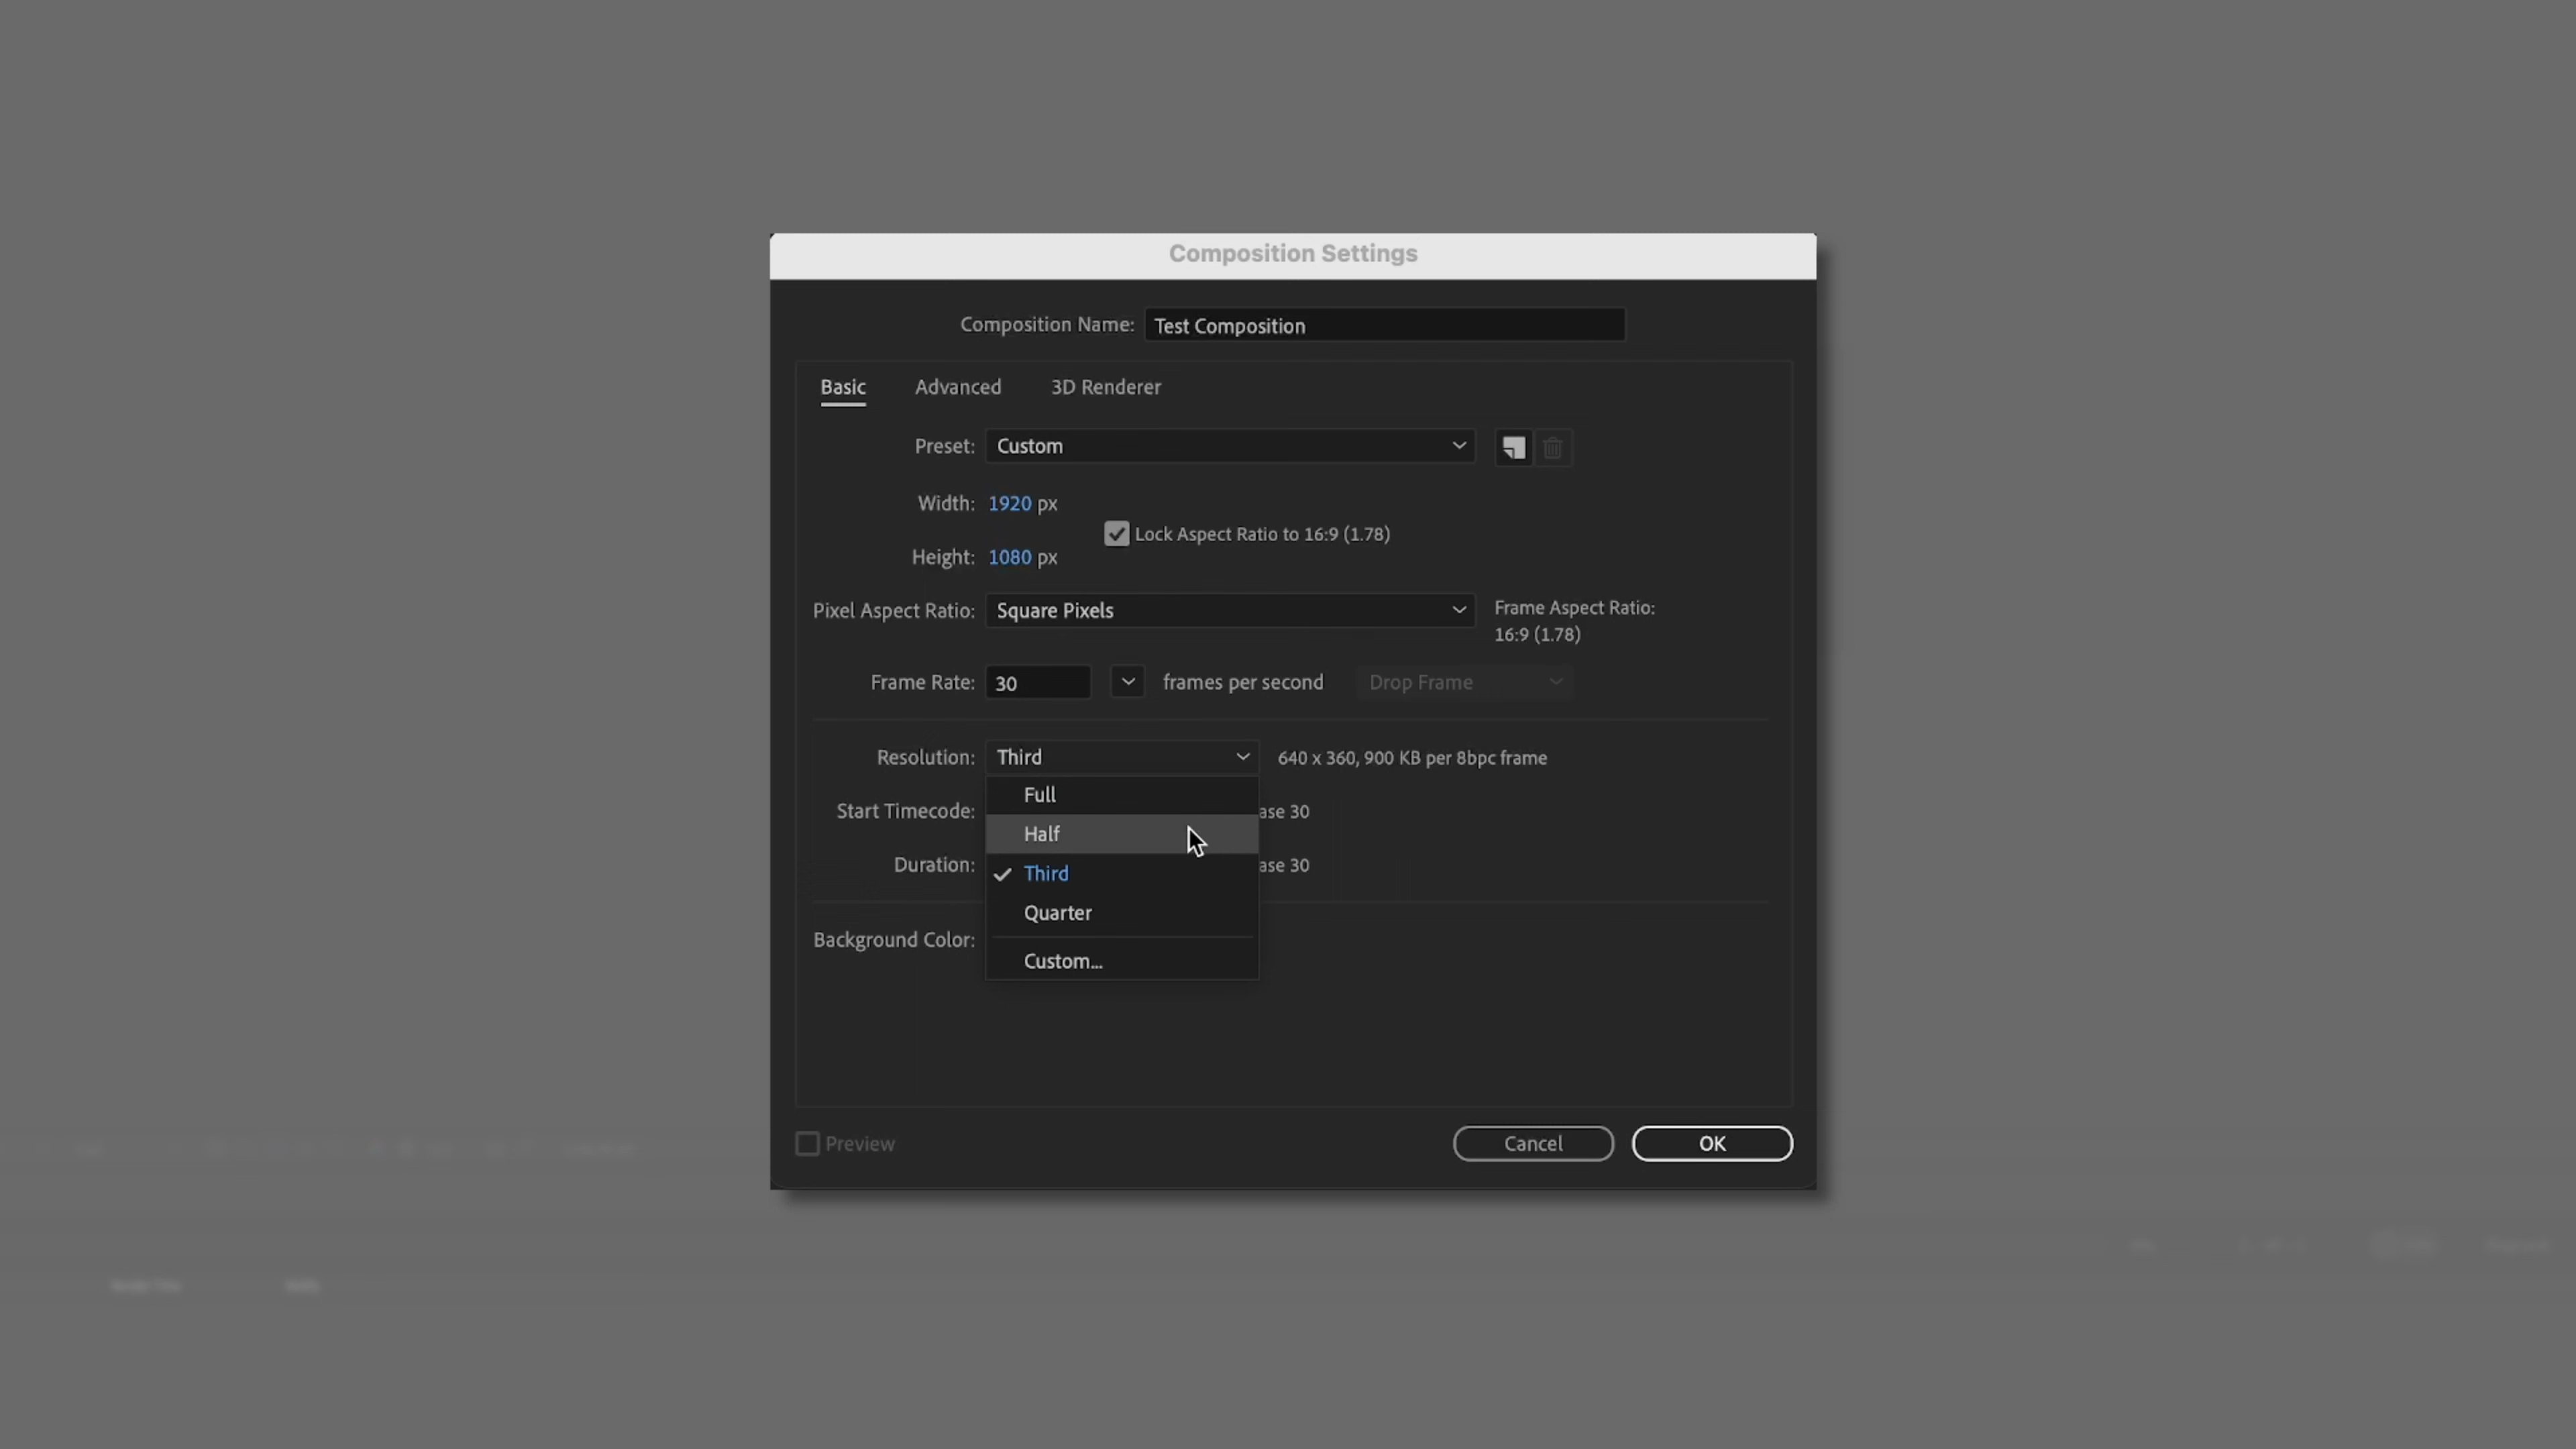 Composition Settings
Composition Name: Test Composition
Basic Advanced 3D Renderer
Preset: Custom
Width: 1920 px
Lock Aspect Ratio to 16:9 (1.78)
Height: 1080 px
Pixel Aspect Ratio: Square Pixels
Frame Aspect Ratio:
16:9 (1.78)
Frame Rate: 30 frames per second Drop Frame
Resolution: Third 640 x 360, 900 KB per 8bpc frame
Full
Start Timecode: ase 30
Half
Duration: ase 30
Third
Quarter
Background Color:
Custom...
Preview Cancel OK